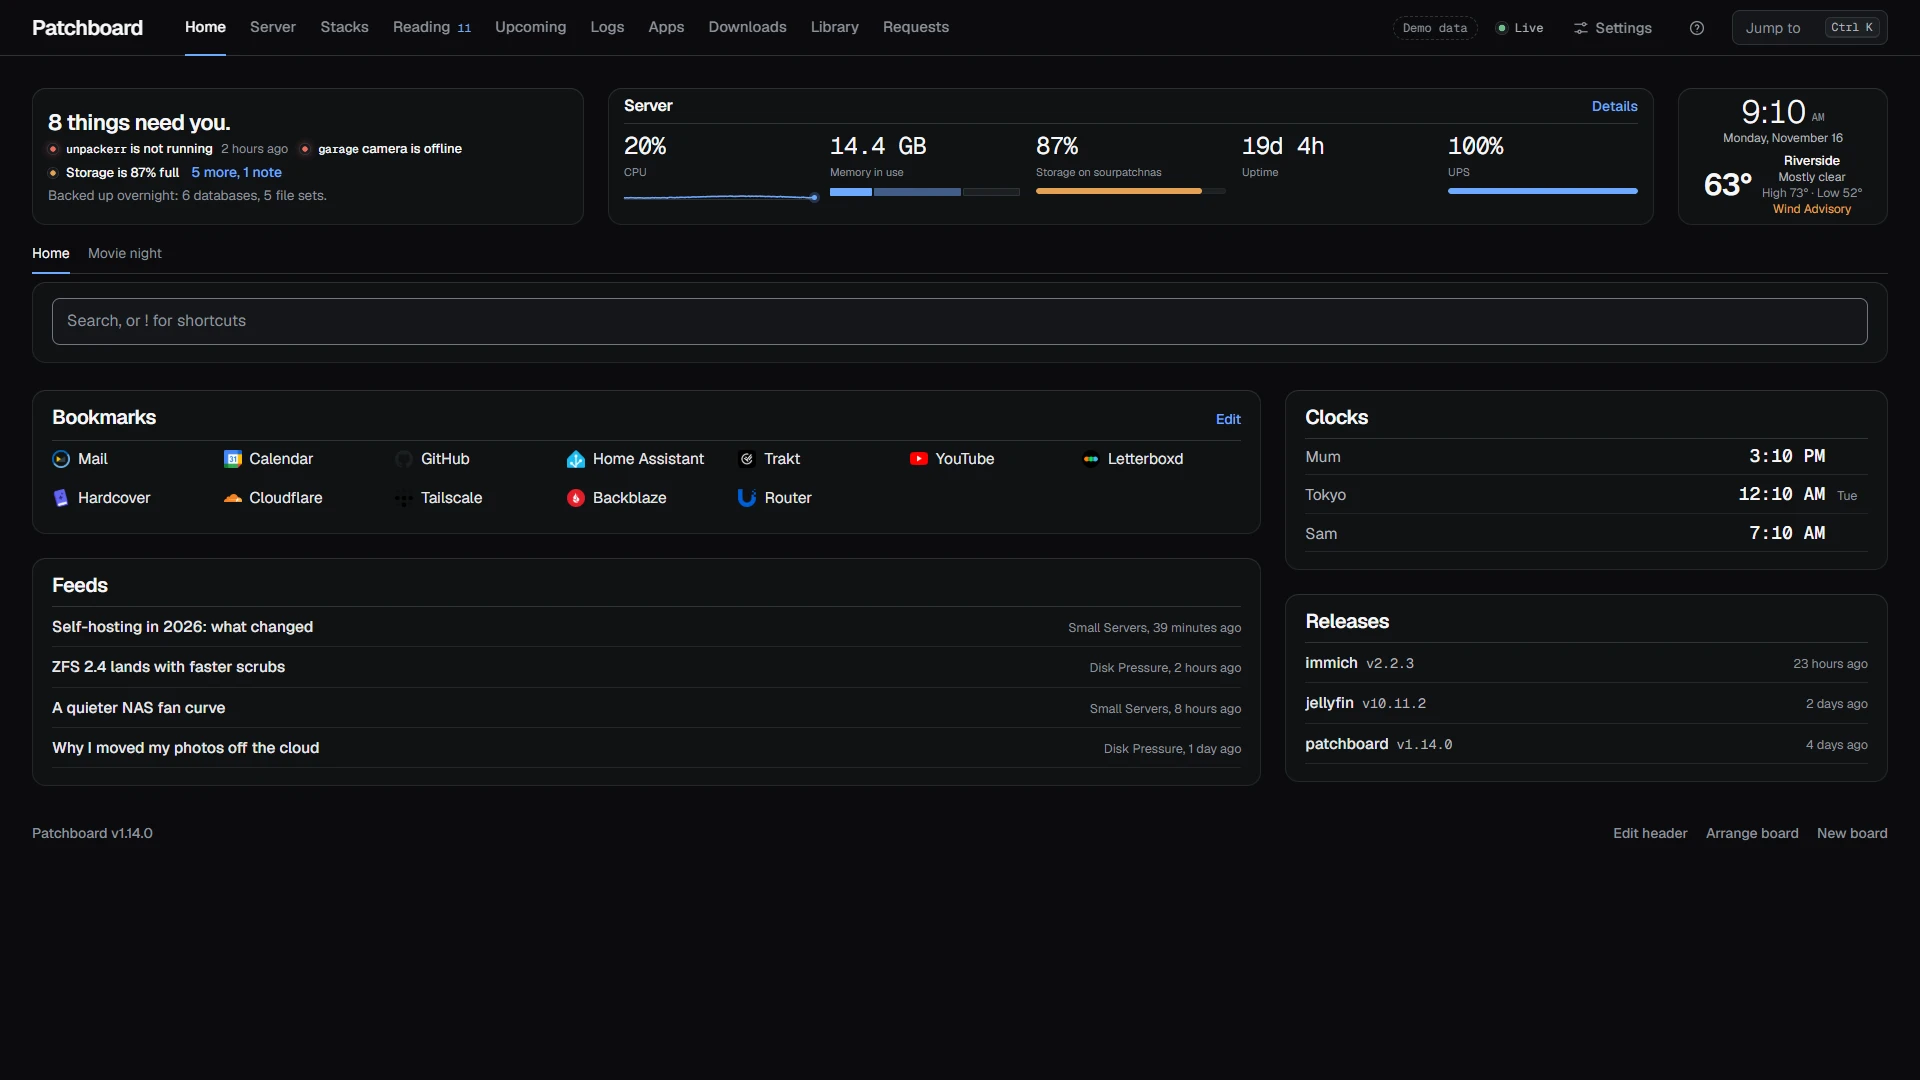 Patchboard Home Server Stacks Reading 11 Upcoming Logs Apps Downloads Library Requests Demo data Live Settings Jump to Ctrl K
8 things need you.
unpackerr is not running 2 hours ago garage camera is offline
Storage is 87% full 5 more, 1 note
Backed up overnight: 6 databases, 5 file sets.
Server Details
20% 14.4 GB 87% 19d 4h 100%
CPU Memory in use Storage on sourpatchnas Uptime UPS
9:10 AM
Monday, November 16
63°
Riverside
Mostly clear
High 73° · Low 52°
Wind Advisory
Home Movie night
Search, or ! for shortcuts
Bookmarks Edit
Mail Calendar GitHub Home Assistant Trakt YouTube Letterboxd
Hardcover Cloudflare Tailscale Backblaze Router
Clocks
Mum 3:10 PM
Tokyo 12:10 AM Tue
Sam 7:10 AM
Feeds
Self-hosting in 2026: what changed Small Servers, 39 minutes ago
ZFS 2.4 lands with faster scrubs Disk Pressure, 2 hours ago
A quieter NAS fan curve Small Servers, 8 hours ago
Why I moved my photos off the cloud Disk Pressure, 1 day ago
Releases
immich v2.2.3 23 hours ago
jellyfin v10.11.2 2 days ago
patchboard v1.14.0 4 days ago
Patchboard v1.14.0 Edit header Arrange board New board